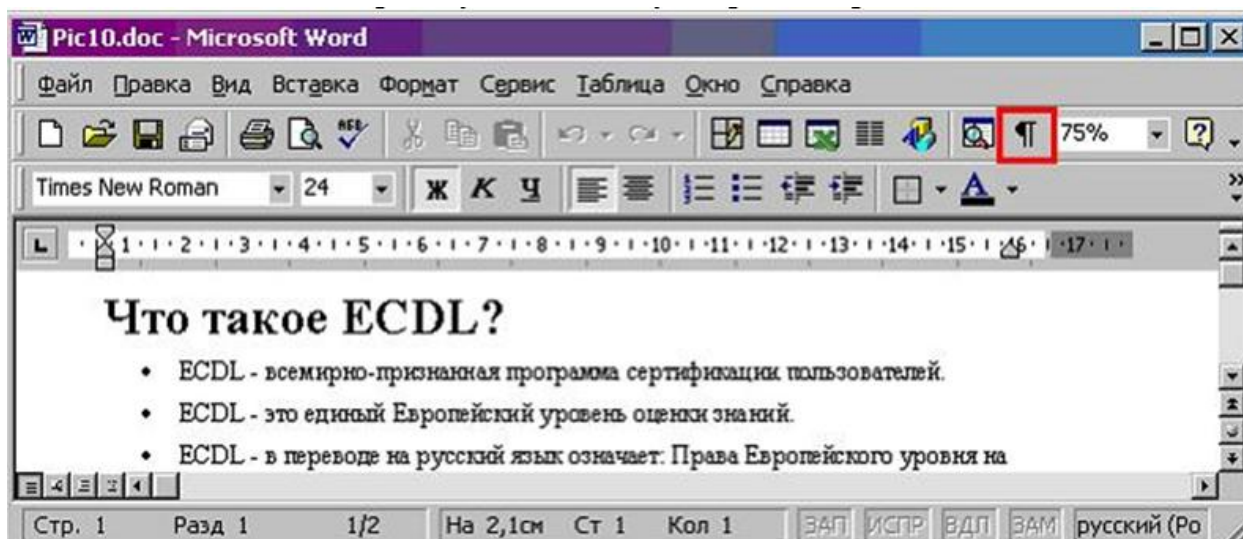 Pic10.doc - Microsoft Word
Файл Правка Вид Вставка Формат Сервис Таблица Окно Справка
75%
Times New Roman 24 Ж К Ч
1 2 3 4 5 6 7 8 9 10 11 12 13 14 15 16 17
Что такое ECDL?
• ECDL - всемирно-признанная программа сертификации пользователей.
• ECDL - это единый Европейский уровень оценки знаний.
• ECDL - в переводе на русский язык означает: Права Европейского уровня на
Стр. 1 Разд 1 1/2 На 2,1см Ст 1 Кол 1 ЗАП ИСПР ВДЛ ЗАМ русский (Ро